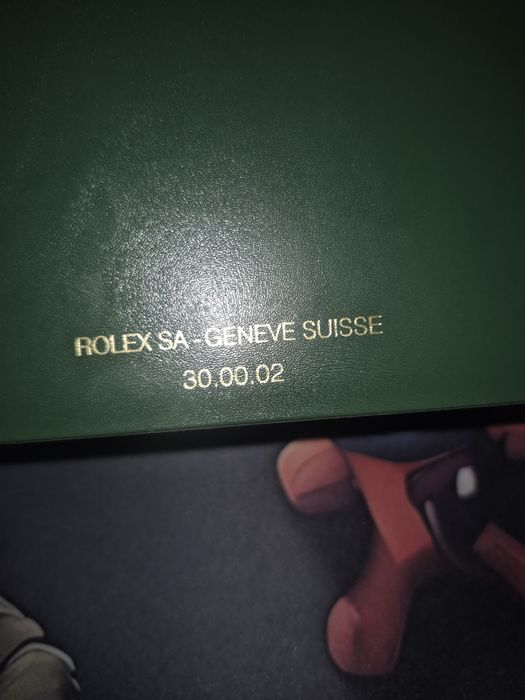 ROLEX SA - GENEVE SUISSE
30.00.02